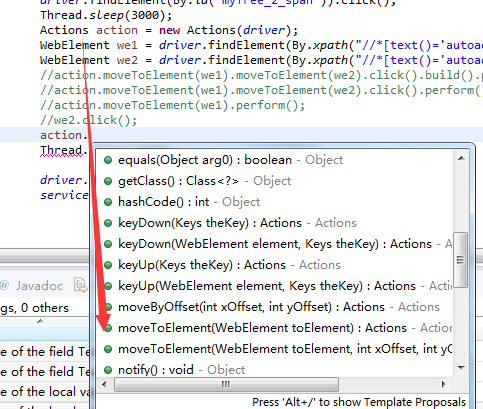 driver.findElement(By.id("myTree_2_span")).click();
Thread.sleep(3000);
Actions action = new Actions(driver);
WebElement we1 = driver.findElement(By.xpath("//*[text()='autoad
WebElement we2 = driver.findElement(By.xpath("//*[text()='autoad
//action.moveToElement(we1).moveToElement(we2).click().build().p
//action.moveToElement(we1).moveToElement(we2).click().perform(
//action.moveToElement(we1).perform();
//we2.click();
action.
Thread.
driver.
service
equals(Object arg0) : boolean - Object
getClass() : Class<?> - Object
hashCode() : int - Object
keyDown(Keys theKey) : Actions - Actions
keyDown(WebElement element, Keys theKey) : Actions
keyUp(Keys theKey) : Actions - Actions
keyUp(WebElement element, Keys theKey) : Actions -
moveByOffset(int xOffset, int yOffset) : Actions - Actions
moveToElement(WebElement toElement) : Actions - Actions
moveToElement(WebElement toElement, int xOffset, int yO
notify() : void - Object
Press 'Alt+/' to show Template Proposals
@ Javadoc
gs, 0 others
e of the field Te
e of the field Te
e of the local va